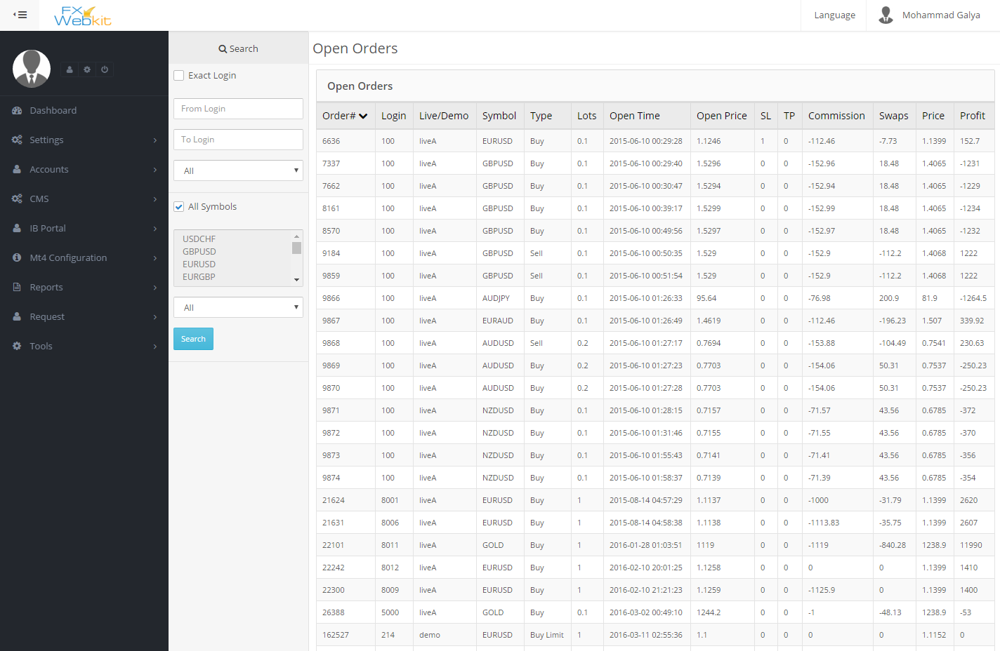 FX
Webkit
Language
Mohammad Galya
Dashboard
Settings
Accounts
CMS
IB Portal
Mt4 Configuration
Reports
Request
Tools
Search
Exact Login
From Login
To Login
All
All Symbols
USDCHF
GBPUSD
EURUSD
EURGBP
All
Search
Open Orders
Open Orders
Order# Login Live/Demo Symbol Type Lots Open Time Open Price SL TP Commission Swaps Price Profit
6636 100 liveA EURUSD Buy 0.1 2015-06-10 00:29:28 1.1246 1 0 -112.46 -7.73 1.1399 152.7
7337 100 liveA GBPUSD Buy 0.1 2015-06-10 00:29:40 1.5296 0 0 -152.96 18.48 1.4065 -1231
7662 100 liveA GBPUSD Buy 0.1 2015-06-10 00:30:47 1.5294 0 0 -152.94 18.48 1.4065 -1229
8161 100 liveA GBPUSD Buy 0.1 2015-06-10 00:39:17 1.5299 0 0 -152.99 18.48 1.4065 -1234
8570 100 liveA GBPUSD Buy 0.1 2015-06-10 00:49:56 1.5297 0 0 -152.97 18.48 1.4065 -1232
9184 100 liveA GBPUSD Sell 0.1 2015-06-10 00:50:35 1.529 0 0 -152.9 -112.2 1.4068 1222
9859 100 liveA GBPUSD Sell 0.1 2015-06-10 00:51:54 1.529 0 0 -152.9 -112.2 1.4068 1222
9866 100 liveA AUDJPY Buy 0.1 2015-06-10 01:26:33 95.64 0 0 -76.98 200.9 81.9 -1264.5
9867 100 liveA EURAUD Buy 0.1 2015-06-10 01:26:49 1.4619 0 0 -112.46 -196.23 1.507 339.92
9868 100 liveA AUDUSD Sell 0.2 2015-06-10 01:27:17 0.7694 0 0 -153.88 -104.49 0.7541 230.63
9869 100 liveA AUDUSD Buy 0.2 2015-06-10 01:27:23 0.7703 0 0 -154.06 50.31 0.7537 -250.23
9870 100 liveA AUDUSD Buy 0.2 2015-06-10 01:27:28 0.7703 0 0 -154.06 50.31 0.7537 -250.23
9871 100 liveA NZDUSD Buy 0.1 2015-06-10 01:28:15 0.7157 0 0 -71.57 43.56 0.6785 -372
9872 100 liveA NZDUSD Buy 0.1 2015-06-10 01:31:46 0.7155 0 0 -71.55 43.56 0.6785 -370
9873 100 liveA NZDUSD Buy 0.1 2015-06-10 01:55:43 0.7141 0 0 -71.41 43.56 0.6785 -356
9874 100 liveA NZDUSD Buy 0.1 2015-06-10 01:58:37 0.7139 0 0 -71.39 43.56 0.6785 -354
21624 8001 liveA EURUSD Buy 1 2015-08-14 04:57:29 1.1137 0 0 -1000 -31.79 1.1399 2620
21631 8006 liveA EURUSD Buy 1 2015-08-14 04:58:38 1.1138 0 0 -1113.83 -35.75 1.1399 2607
22101 8011 liveA GOLD Buy 1 2016-01-28 01:03:51 1119 0 0 -1119 -840.28 1238.9 11990
22242 8012 liveA EURUSD Buy 1 2016-02-10 20:01:25 1.1258 0 0 0 0 1.1399 1410
22300 8009 liveA EURUSD Buy 1 2016-02-10 21:21:23 1.1259 0 0 -1125.9 0 1.1399 1400
26388 5000 liveA GOLD Buy 0.1 2016-03-02 00:49:10 1244.2 0 0 -1 -48.13 1238.9 -53
162527 214 demo EURUSD Buy Limit 1 2016-03-11 02:55:36 1.1 0 0 0 0 1.1152 0